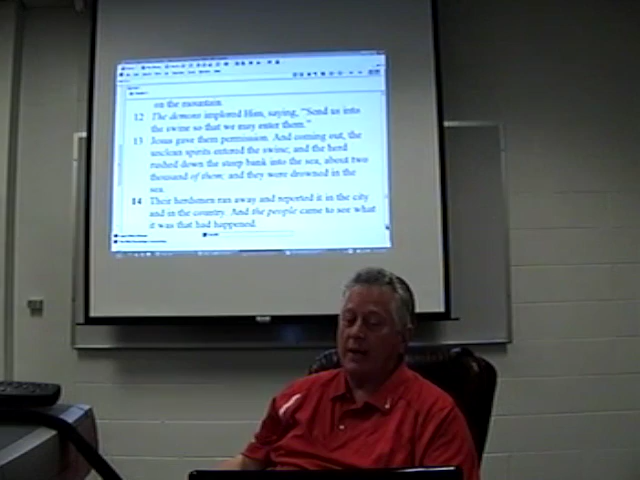 on the mountain.
12 The demons implored Him, saying, "Send us into
the swine so that we may enter them."
13 Jesus gave them permission. And coming out, the
unclean spirits entered the swine; and the herd
rushed down the steep bank into the sea, about two
thousand of them; and they were drowned in the
sea.
14 Their herdsmen ran away and reported it in the city
and in the country. And the people came to see what
it was that had happened.